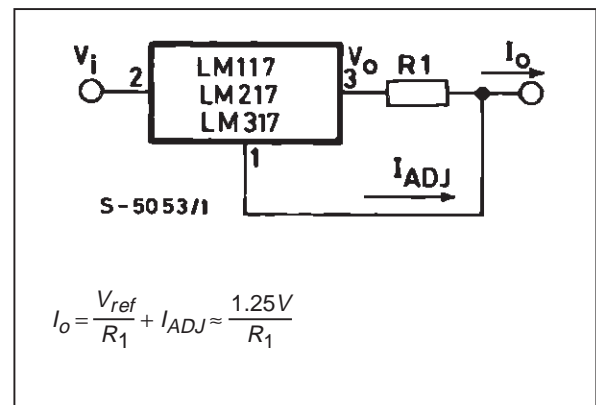 Vi
2
LM117
LM217
LM317
Vo
3
R1
Io
1
IADJ
S-5053/1
Io = Vref/R1 + IADJ ≈ 1.25V/R1